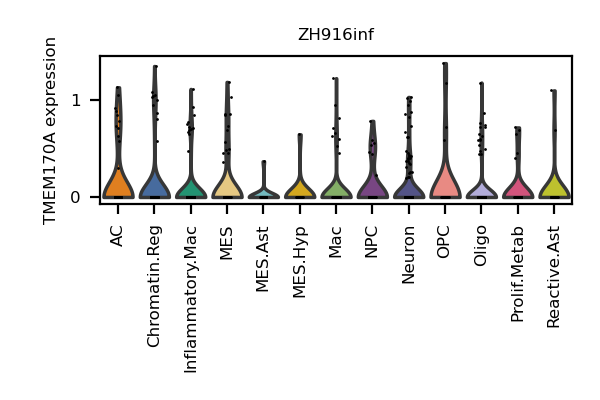 ZH916inf
TMEM170A expression
1
0
AC
Chromatin.Reg
Inflammatory.Mac
MES
MES.Ast
MES.Hyp
Mac
NPC
Neuron
OPC
Oligo
Prolif.Metab
Reactive.Ast